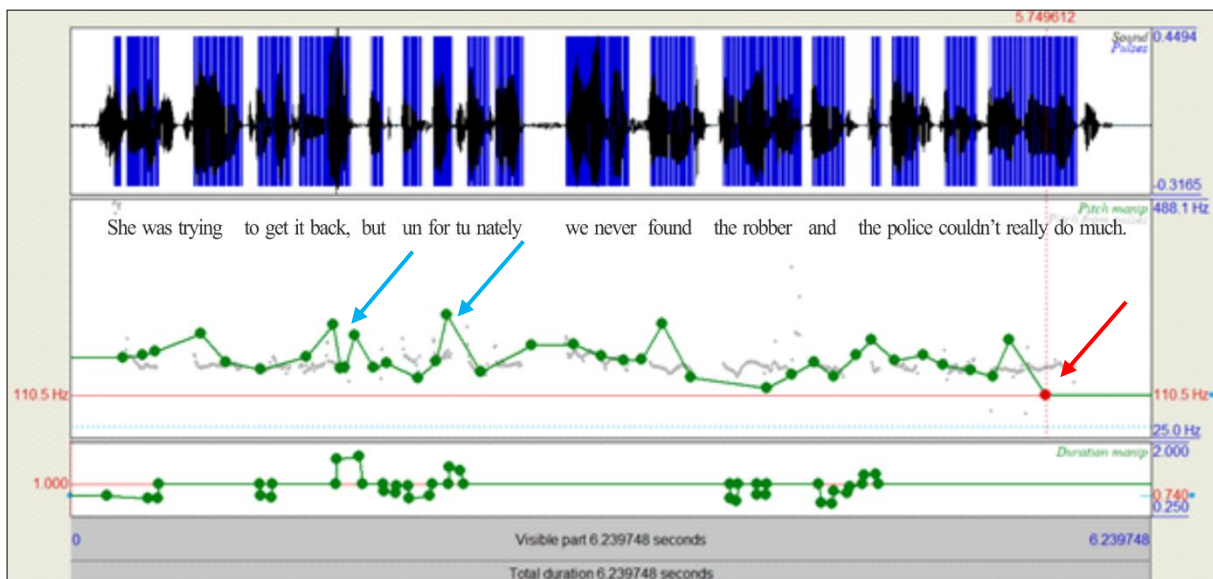 5.749612
Sound 0.4494
Pulses
-0.3165
Pitch manip 488.1 Hz
Pitch from pulses
She was trying to get it back, but un for tu nately we never found the robber and the police couldn't really do much.
110.5 Hz 110.5 Hz
25.0 Hz
Duration manip 2.000
1.000 0.740
0.250
0 Visible part 6.239748 seconds 6.239748
Total duration 6.239748 seconds